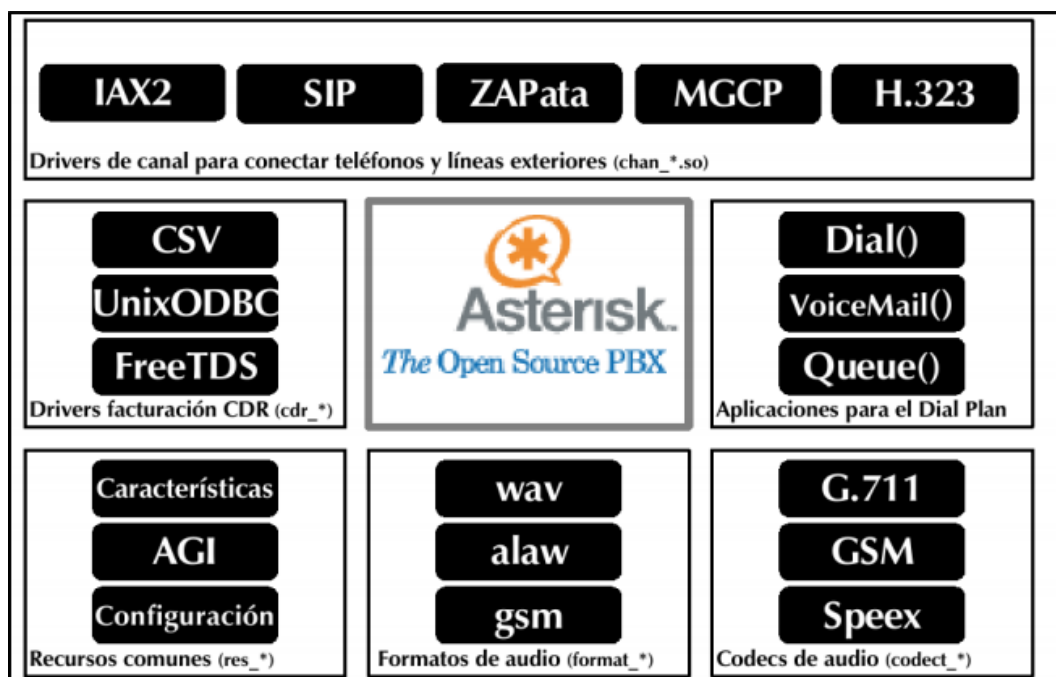 IAX2
SIP
ZAPata
MGCP
H.323
Drivers de canal para conectar teléfonos y líneas exteriores (chan_*.so)
CSV
UnixODBC
FreeTDS
Drivers facturación CDR (cdr_*)
Asterisk™
The Open Source PBX
Dial()
VoiceMail()
Queue()
Aplicaciones para el Dial Plan
Características
AGI
Configuración
Recursos comunes (res_*)
wav
alaw
gsm
Formatos de audio (format_*)
G.711
GSM
Speex
Codecs de audio (codect_*)